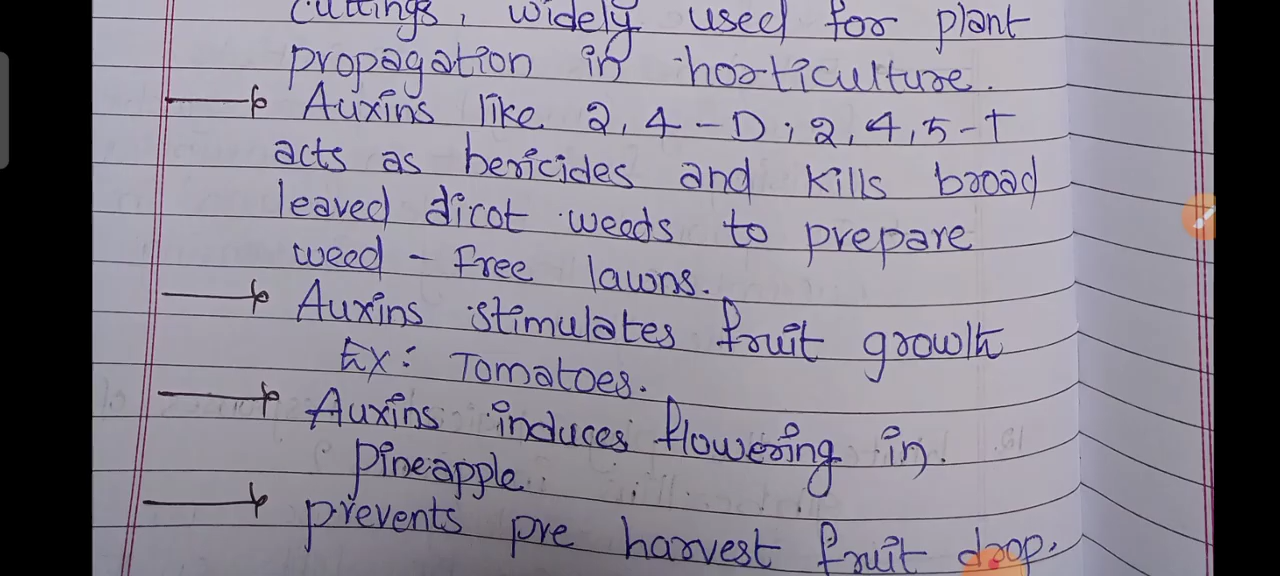 cuttings, widely used for plant
propagation in horticulture.
Auxins like 2,4-D; 2,4,5-T
acts as hericides and kills broad
leaved dicot weeds to prepare
weed - free lawns.
Auxins stimulates fruit growth
Ex: Tomatoes.
Auxins induces flowering in.
pineapple
prevents pre harvest fruit drop.